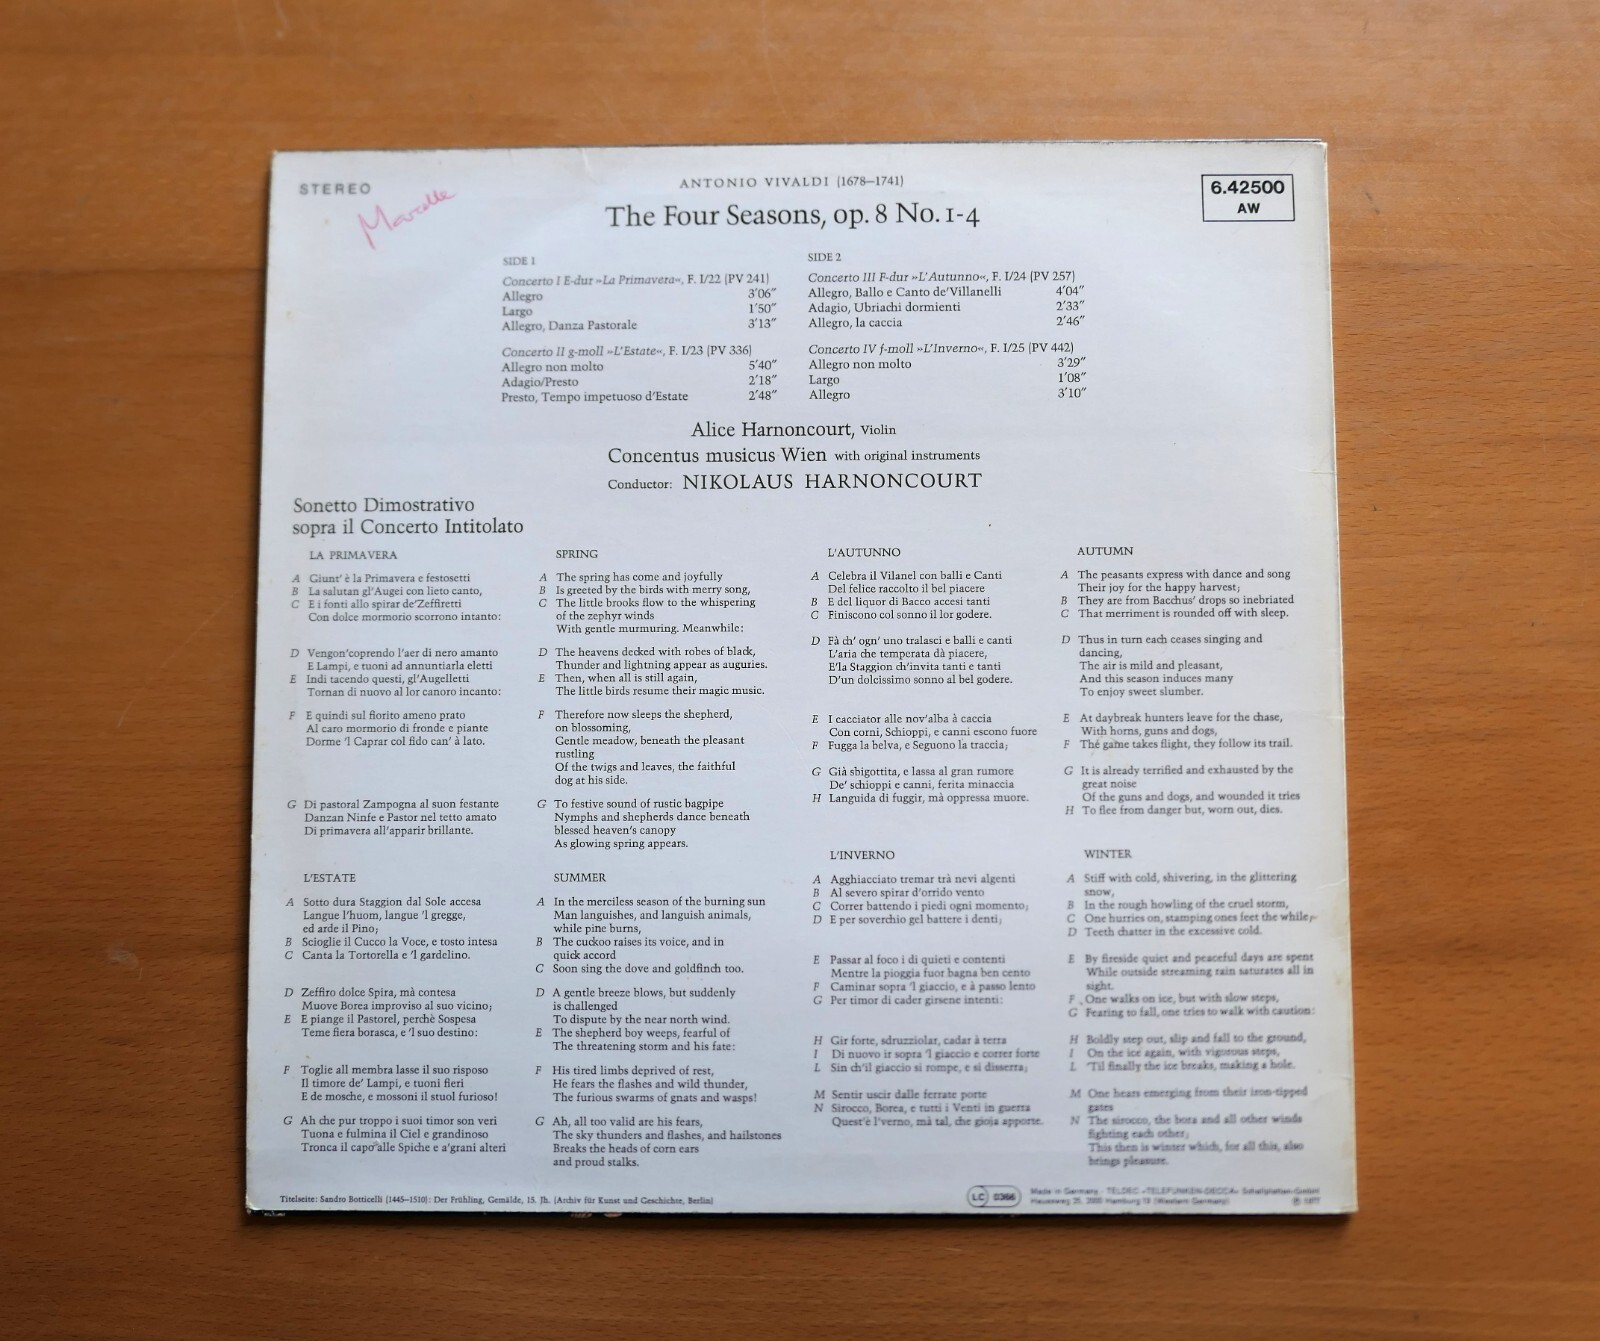 STEREO
Marcelle
ANTONIO VIVALDI (1678–1741)
The Four Seasons, op. 8 No. 1-4
6.42500
AW
SIDE 1
Concerto I E-dur »La Primavera«, F. I/22 (PV 241)
Allegro 3′06″
Largo 1′50″
Allegro, Danza Pastorale 3′13″
Concerto II g-moll »L'Estate«, F. I/23 (PV 336)
Allegro non molto 5′40″
Adagio/Presto 2′18″
Presto, Tempo impetuoso d'Estate 2′48″
SIDE 2
Concerto III F-dur »L'Autunno«, F. I/24 (PV 257)
Allegro, Ballo e Canto de'Villanelli 4′04″
Adagio, Ubriachi dormienti 2′33″
Allegro, la caccia 2′46″
Concerto IV f-moll »L'Inverno«, F. I/25 (PV 442)
Allegro non molto 3′29″
Largo 1′08″
Allegro 3′10″
Alice Harnoncourt, Violin
Concentus musicus Wien with original instruments
Conductor: NIKOLAUS HARNONCOURT
Sonetto Dimostrativo
sopra il Concerto Intitolato
LA PRIMAVERA
A Giunt' è la Primavera e festosetti
B La salutan gl'Augei con lieto canto,
C E i fonti allo spirar de'Zeffiretti
Con dolce mormorio scorrono intanto:
D Vengon'coprendo l'aer di nero amanto
E Lampi, e tuoni ad annuntiarla eletti
E Indi tacendo questi, gl'Augelletti
Tornan di nuovo al lor canoro incanto:
F E quindi sul fiorito ameno prato
Al caro mormorio di fronde e piante
Dorme 'l Caprar col fido can' à lato.
G Di pastoral Zampogna al suon festante
Danzan Ninfe e Pastor nel tetto amato
Di primavera all'apparir brillante.
SPRING
A The spring has come and joyfully
B Is greeted by the birds with merry song,
C The little brooks flow to the whispering
of the zephyr winds
With gentle murmuring. Meanwhile:
D The heavens decked with robes of black,
Thunder and lightning appear as auguries.
E Then, when all is still again,
The little birds resume their magic music.
F Therefore now sleeps the shepherd,
on blossoming,
Gentle meadow, beneath the pleasant
rustling
Of the twigs and leaves, the faithful
dog at his side.
G To festive sound of rustic bagpipe
Nymphs and shepherds dance beneath
blessed heaven's canopy
As glowing spring appears.
L'ESTATE
A Sotto dura Staggion dal Sole accesa
Langue l'huom, langue 'l gregge,
ed arde il Pino;
B Scioglie il Cucco la Voce, e tosto intesa
C Canta la Tortorella e 'l gardelino.
D Zeffiro dolce Spira, mà contesa
Muove Borea improviso al suo vicino;
E E piange il Pastorel, perchè Sospesa
Teme fiera borasca, e 'l suo destino:
F Toglie all membra lasse il suo risposo
Il timore de' Lampi, e tuoni fieri
E de mosche, e mossoni il stuol furioso!
G Ah che pur troppo i suoi timor son veri
Tuona e fulmina il Ciel e grandinoso
Tronca il capo alle Spiche e a'grani alteri
SUMMER
A In the merciless season of the burning sun
Man languishes, and languish animals,
while pine burns,
B The cuckoo raises its voice, and in
quick accord
C Soon sing the dove and goldfinch too.
D A gentle breeze blows, but suddenly
is challenged
To dispute by the near north wind.
E The shepherd boy weeps, fearful of
The threatening storm and his fate:
F His tired limbs deprived of rest,
He fears the flashes and wild thunder,
The furious swarms of gnats and wasps!
G Ah, all too valid are his fears,
The sky thunders and flashes, and hailstones
Breaks the heads of corn ears
and proud stalks.
L'AUTUNNO
A Celebra il Vilanel con balli e Canti
Del felice raccolto il bel piacere
B E del liquor di Bacco accesi tanti
C Finiscono col sonno il lor godere.
D Fà ch' ogn' uno tralasci e balli e canti
L'aria che temperata dà piacere,
E'la Staggion ch'invita tanti e tanti
D'un dolcissimo sonno al bel godere.
E I cacciator alle nov'alba à caccia
Con corni, Schioppi, e canni escono fuore
F Fugga la belva, e Seguono la traccia;
G Già sbigottita, e lassa al gran rumore
De' schioppi e canni, ferita minaccia
H Languida di fuggir, mà oppressa muore.
AUTUMN
A The peasants express with dance and song
Their joy for the happy harvest;
B They are from Bacchus' drops so inebriated
C That merriment is rounded off with sleep.
D Thus in turn each ceases singing and
dancing,
The air is mild and pleasant,
And this season induces many
To enjoy sweet slumber.
E At daybreak hunters leave for the chase,
With horns, guns and dogs,
F The game takes flight, they follow its trail.
G It is already terrified and exhausted by the
great noise
Of the guns and dogs, and wounded it tries
H To flee from danger but, worn out, dies.
L'INVERNO
A Agghiacciato tremar trà nevi algenti
B Al severo spirar d'orrido vento
C Correr battendo i piedi ogni momento;
D E per soverchio gel battere i denti;
E Passar al foco i di quieti e contenti
Mentre la pioggia fuor bagna ben cento
F Caminar sopra 'l giaccio, e à passo lento
G Per timor di cader girsene intenti:
H Gir forte, sdruzziolar, cadar à terra
I Di nuovo ir sopra 'l giaccio e correr forte
L Sin ch'il giaccio si rompe, e si disserra;
M Sentir uscir dalle ferrate porte
N Sirocco, Borea, e tutti i Venti in guerra
Quest'è l'verno, mà tal, che gioja apporte.
WINTER
A Stiff with cold, shivering, in the glittering
snow,
B In the rough howling of the cruel storm,
C One hurries on, stamping ones feet the while;
D Teeth chatter in the excessive cold.
E By fireside quiet and peaceful days are spent
While outside streaming rain saturates all in
sight.
F One walks on ice, but with slow steps,
G Fearing to fall, one tries to walk with caution:
H Boldly step out, slip and fall to the ground,
I On the ice again, with vigorous steps,
L 'Til finally the ice breaks, making a hole.
M One hears emerging from their iron-tipped
gates
N The sirocco, the bora and all other winds
fighting each other;
This then is winter which, for all this, also
brings pleasure.
Titelseite: Sandro Botticelli (1445–1510): Der Frühling, Gemälde, 15. Jh. (Archiv für Kunst und Geschichte, Berlin)
LC 0366
Made in Germany · TELDEC »TELEFUNKEN-DECCA« Schallplatten-GmbH
Heussweg 25, 2000 Hamburg 19 (Western Germany) ℗ 1977